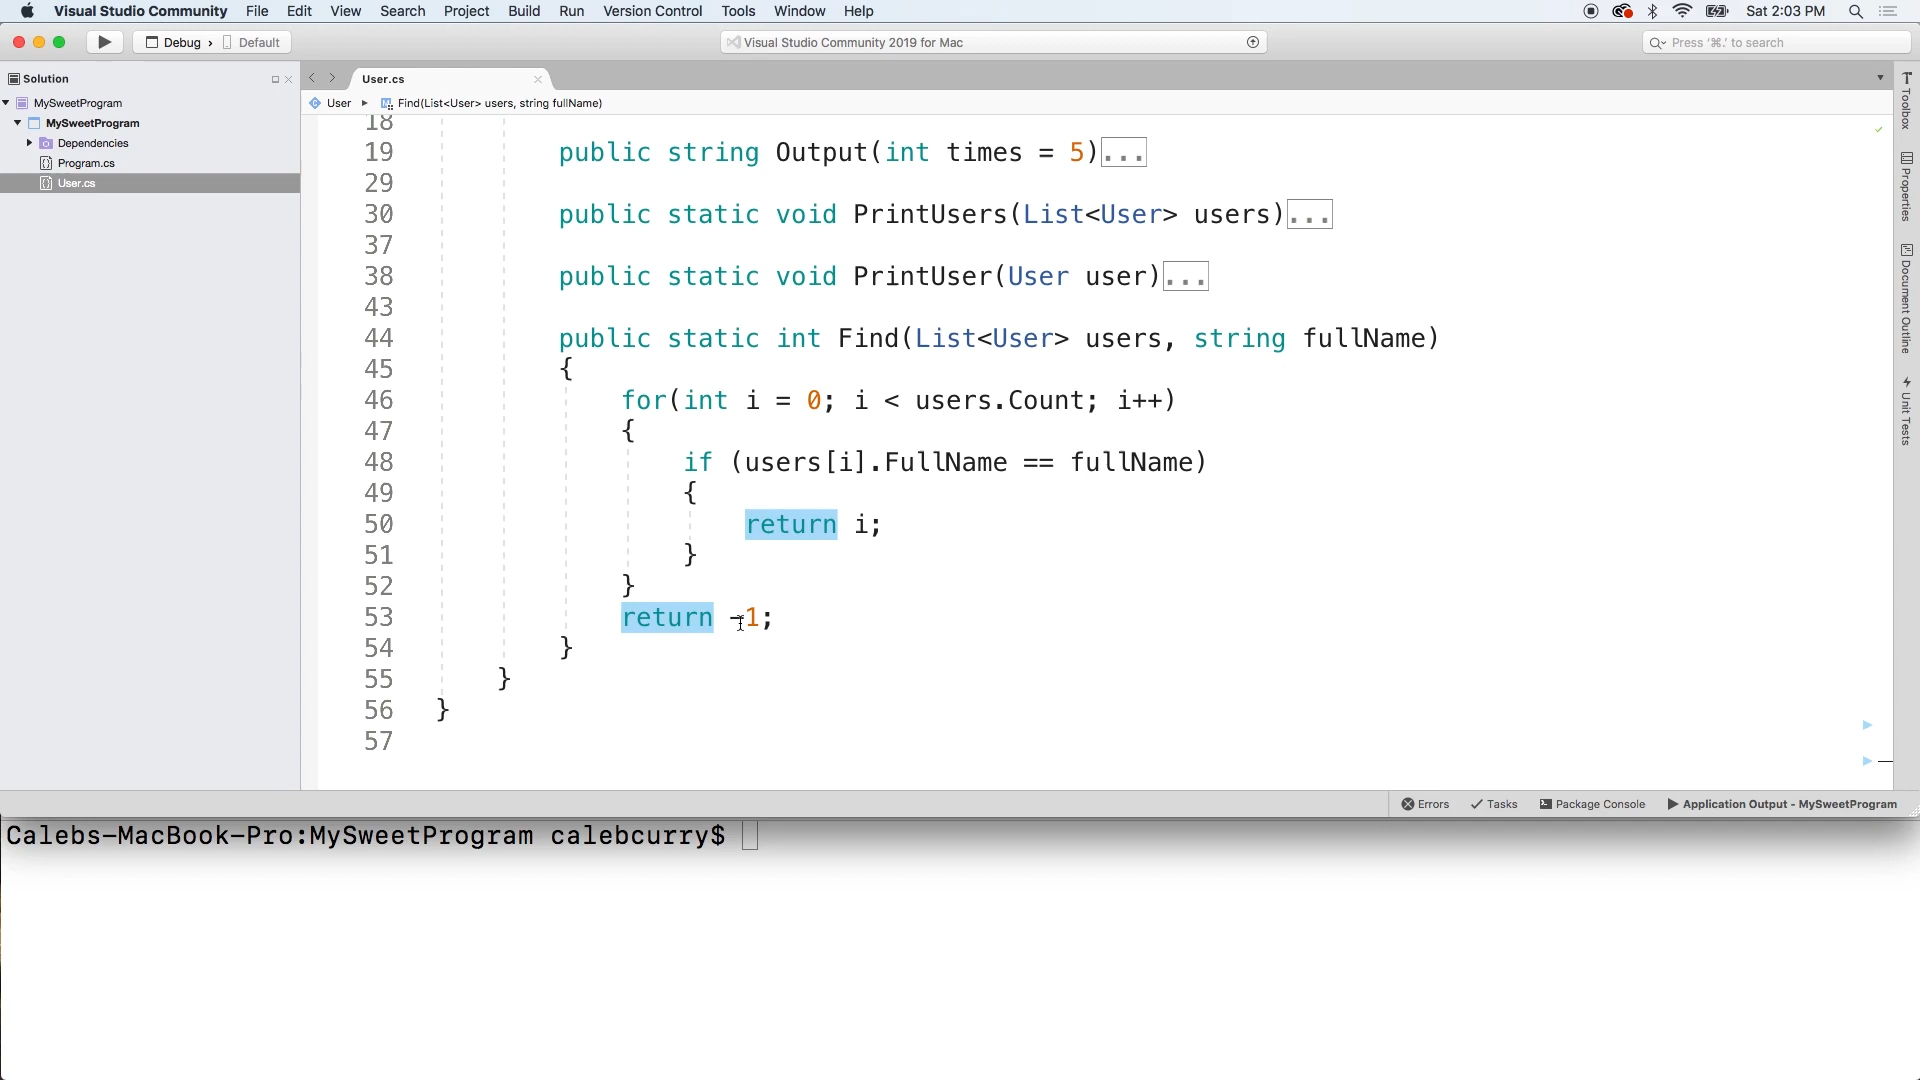 Visual Studio Community File Edit View Search Project Build Run Version Control Tools Window Help Sat 2:03 PM
Debug › Default Visual Studio Community 2019 for Mac Press ‘⌘.’ to search
Solution User.cs
MySweetProgram User ▸ Find(List<User> users, string fullName)
MySweetProgram
Dependencies
Program.cs
User.cs
18
19 public string Output(int times = 5)...
29
30 public static void PrintUsers(List<User> users)...
37
38 public static void PrintUser(User user)...
43
44 public static int Find(List<User> users, string fullName)
45 {
46 for(int i = 0; i < users.Count; i++)
47 {
48 if (users[i].FullName == fullName)
49 {
50 return i;
51 }
52 }
53 return -1;
54 }
55 }
56 }
57
Toolbox
Properties
Document Outline
Unit Tests
Errors Tasks Package Console Application Output - MySweetProgram
Calebs-MacBook-Pro:MySweetProgram calebcurry$